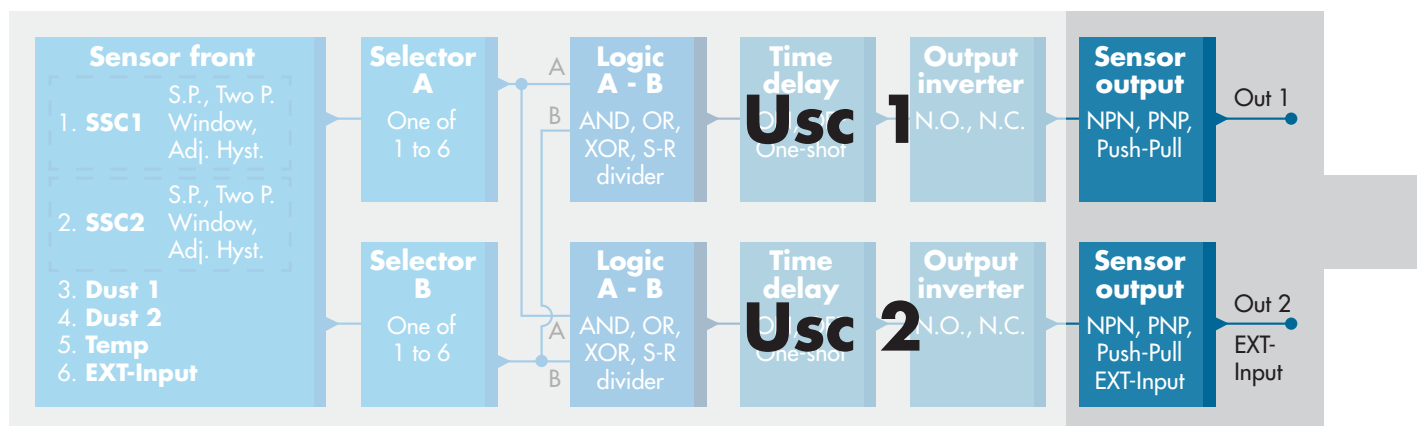 Sensor front
1. SSC1
S.P., Two P.
Window,
Adj. Hyst.
2. SSC2
S.P., Two P.
Window,
Adj. Hyst.
3. Dust 1
4. Dust 2
5. Temp
6. EXT-Input
Selector
A
One of
1 to 6
Selector
B
One of
1 to 6
A
B
Logic
A - B
AND, OR,
XOR, S-R
divider
Time
delay
One-shot
Usc 1
Output
inverter
N.O., N.C.
Sensor
output
NPN, PNP,
Push-Pull
Out 1
A
B
Logic
A - B
AND, OR,
XOR, S-R
divider
Time
delay
One-shot
Usc 2
Output
inverter
N.O., N.C.
Sensor
output
NPN, PNP,
Push-Pull
EXT-Input
Out 2
EXT-
Input